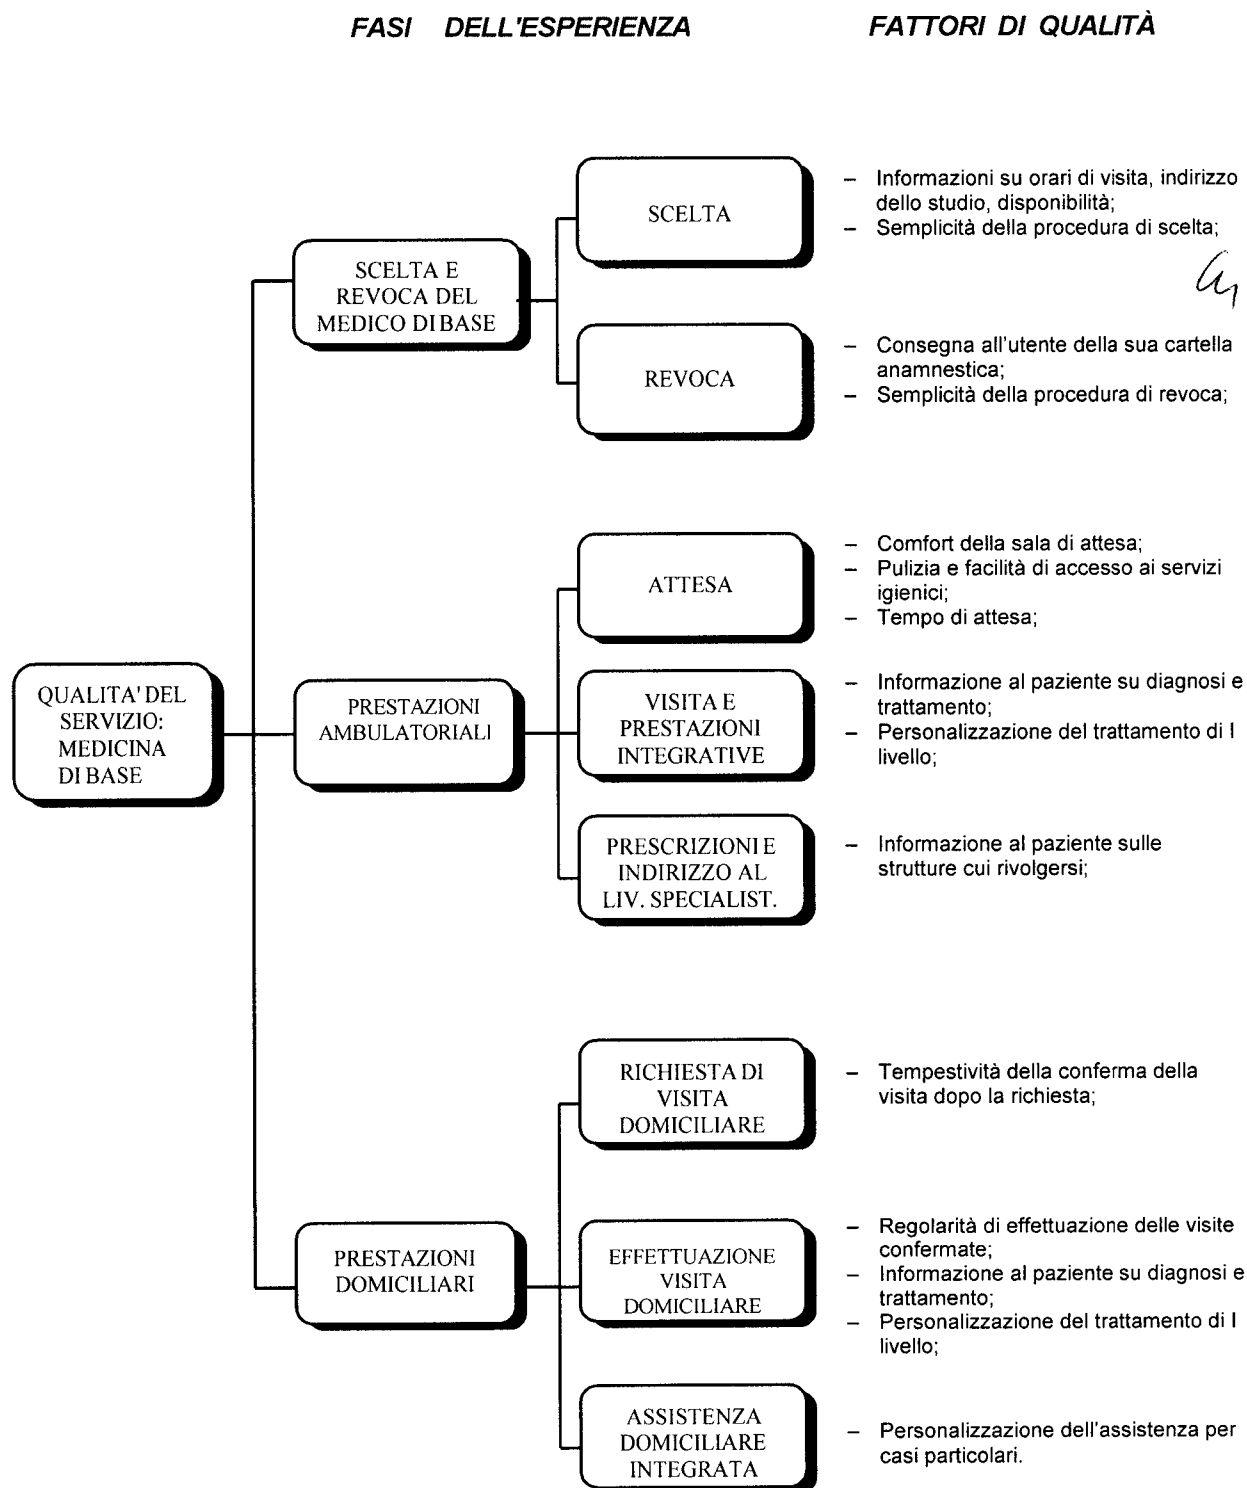 FASI DELL'ESPERIENZA
FATTORI DI QUALITÀ
QUALITA' DEL
SERVIZIO:
MEDICINA
DI BASE
SCELTA E
REVOCA DEL
MEDICO DI BASE
SCELTA
– Informazioni su orari di visita, indirizzo
dello studio, disponibilità;
– Semplicità della procedura di scelta;
REVOCA
– Consegna all'utente della sua cartella
anamnestica;
– Semplicità della procedura di revoca;
PRESTAZIONI
AMBULATORIALI
ATTESA
– Comfort della sala di attesa;
– Pulizia e facilità di accesso ai servizi
igienici;
– Tempo di attesa;
VISITA E
PRESTAZIONI
INTEGRATIVE
– Informazione al paziente su diagnosi e
trattamento;
– Personalizzazione del trattamento di I
livello;
PRESCRIZIONI E
INDIRIZZO AL
LIV. SPECIALIST.
– Informazione al paziente sulle
strutture cui rivolgersi;
PRESTAZIONI
DOMICILIARI
RICHIESTA DI
VISITA
DOMICILIARE
– Tempestività della conferma della
visita dopo la richiesta;
EFFETTUAZIONE
VISITA
DOMICILIARE
– Regolarità di effettuazione delle visite
confermate;
– Informazione al paziente su diagnosi e
trattamento;
– Personalizzazione del trattamento di I
livello;
ASSISTENZA
DOMICILIARE
INTEGRATA
– Personalizzazione dell'assistenza per
casi particolari.